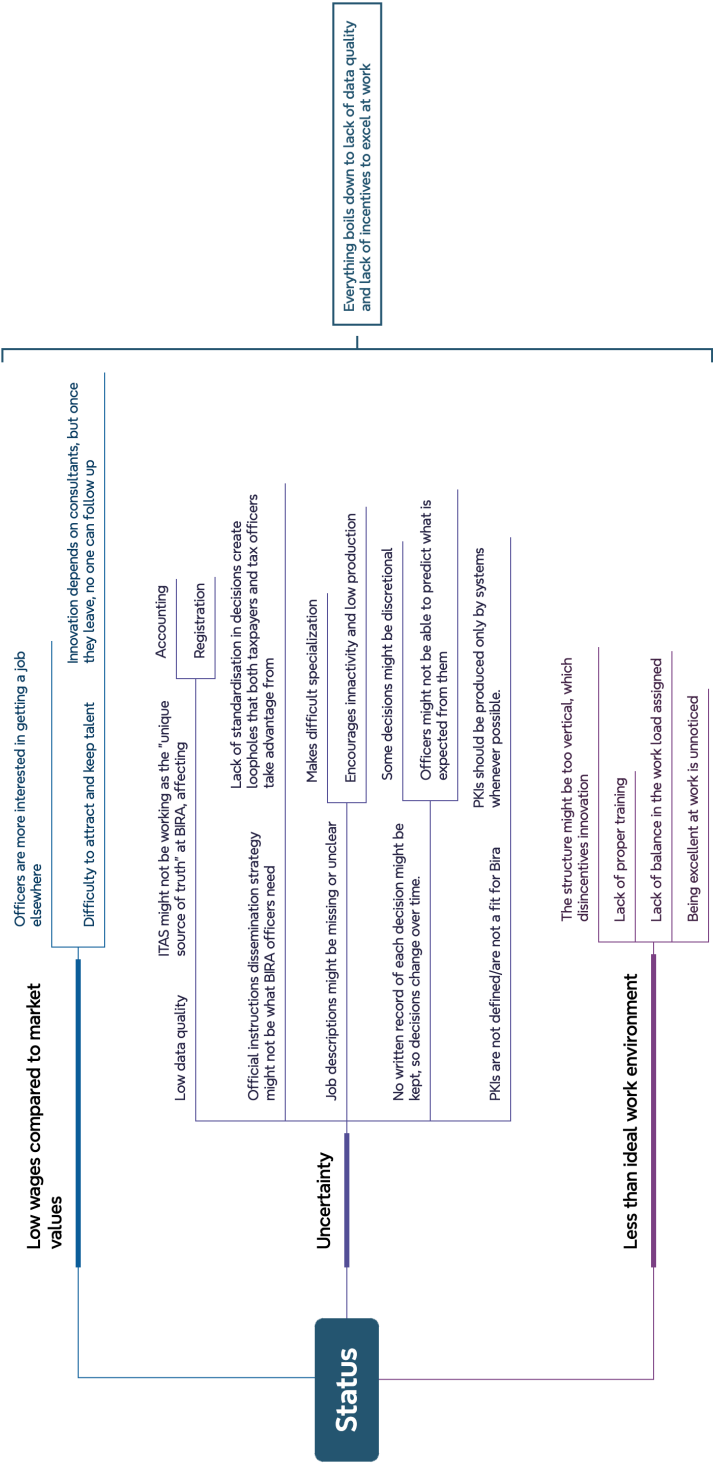 Status
Low wages compared to market
values
Officers are more interested in getting a job
elsewhere
Difficulty to attract and keep talent
Innovation depends on consultants, but once
they leave, no one can follow up
Uncertainty
Low data quality
ITAS might not be working as the "unique
source of truth" at BIRA, affecting
Accounting
Registration
Official instructions dissemination strategy
might not be what BIRA officers need
Lack of standardisation in decisions create
loopholes that both taxpayers and tax officers
take advantage from
Job descriptions might be missing or unclear
Makes difficult specialization
Encourages innactivity and low production
No written record of each decision might be
kept, so decisions change over time.
Some decisions might be discretional
Officers might not be able to predict what is
expected from them
PKIs are not defined/are not a fit for Bira
PKIs should be produced only by systems
whenever possible.
Less than ideal work environment
The structure might be too vertical, which
disincentives innovation
Lack of proper training
Lack of balance in the work load assigned
Being excellent at work is unnoticed
Everything boils down to lack of data quality
and lack of incentives to excel at work